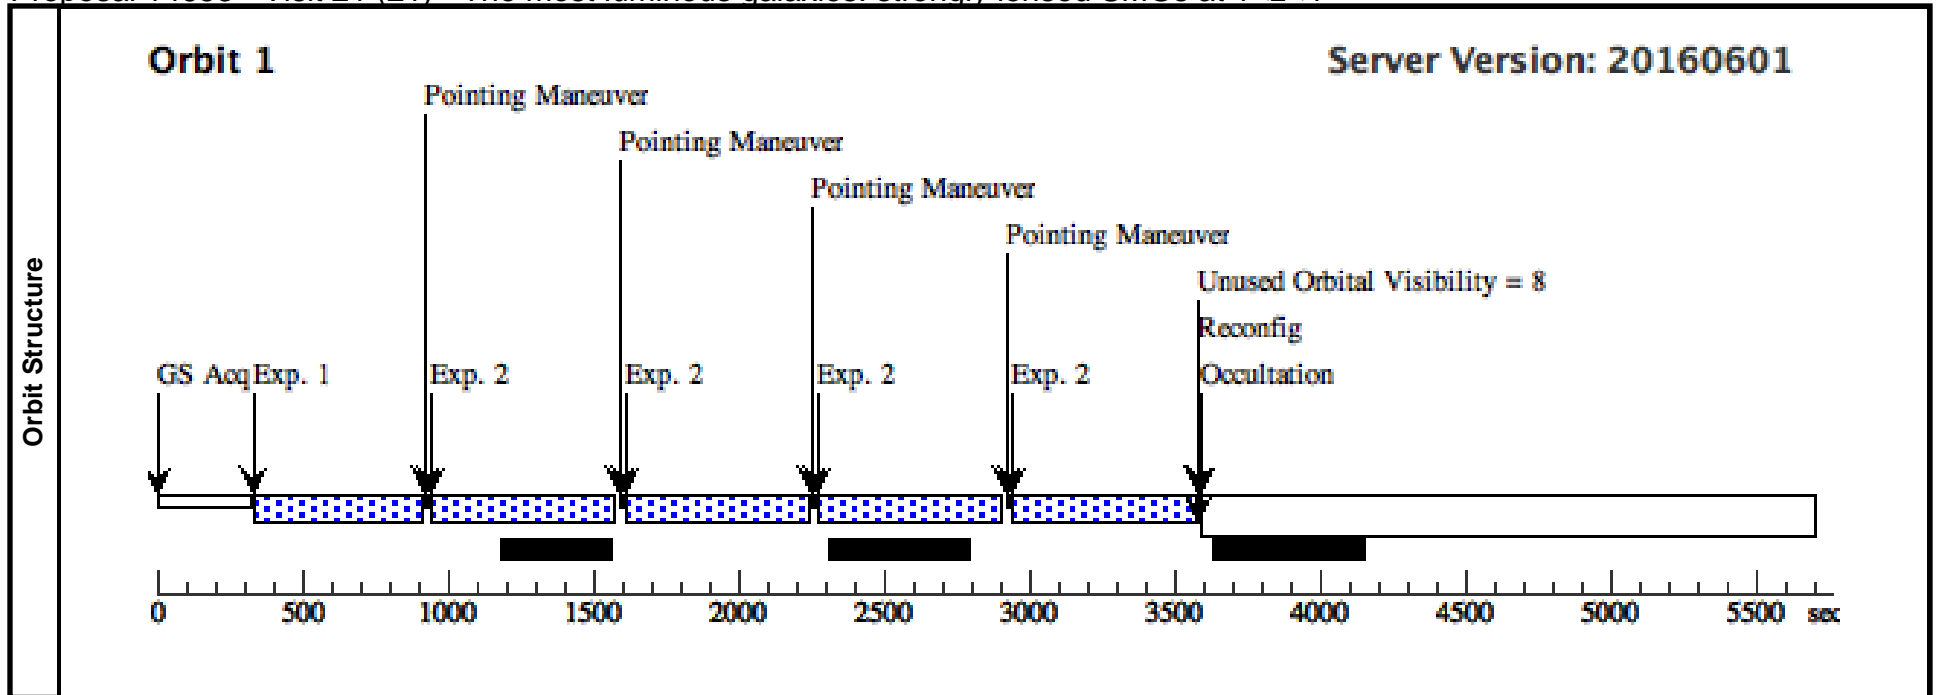 Orbit 1
Server Version: 20160601
Pointing Maneuver
Pointing Maneuver
Pointing Maneuver
Pointing Maneuver
Unused Orbital Visibility = 8
Reconfig
GS Acq Exp. 1 Exp. 2 Exp. 2 Exp. 2 Exp. 2 Occultation
Orbit Structure
0 500 1000 1500 2000 2500 3000 3500 4000 4500 5000 5500 sec